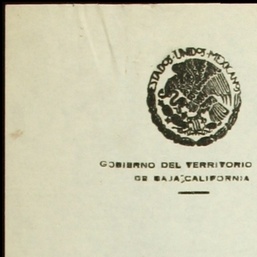 ESTADOS UNIDOS MEXICANOS
GOBIERNO DEL TERRITORIO
DE BAJA CALIFORNIA